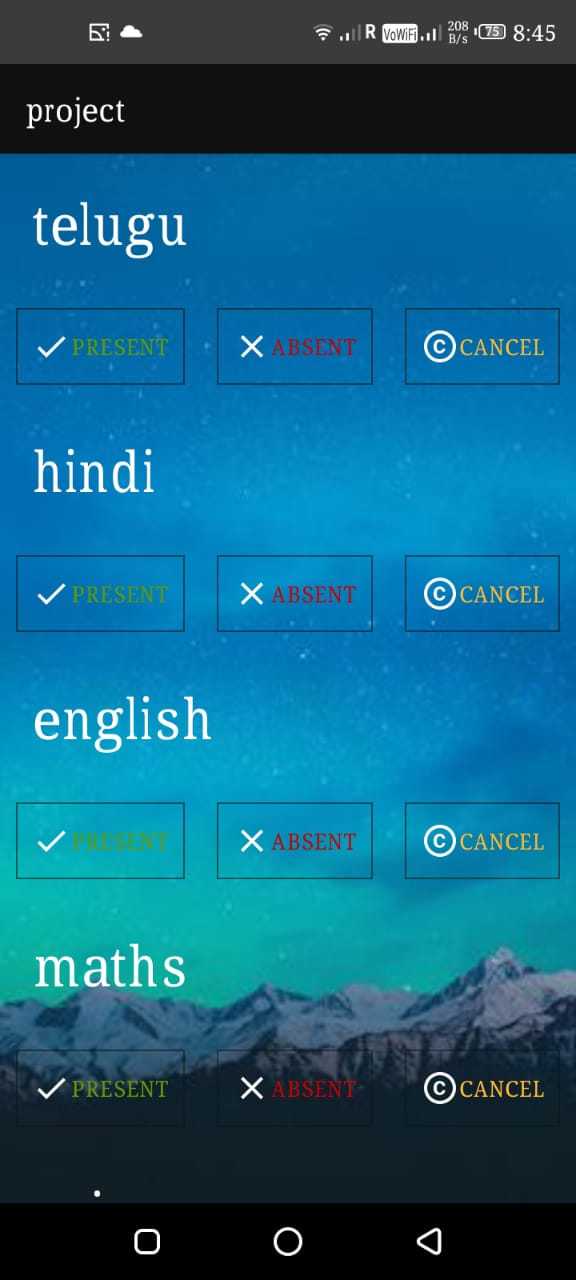 R VoWiFi 208 B/s 75 8:45
project
telugu
PRESENT ABSENT © CANCEL
hindi
PRESENT ABSENT © CANCEL
english
PRESENT ABSENT © CANCEL
maths
PRESENT ABSENT © CANCEL